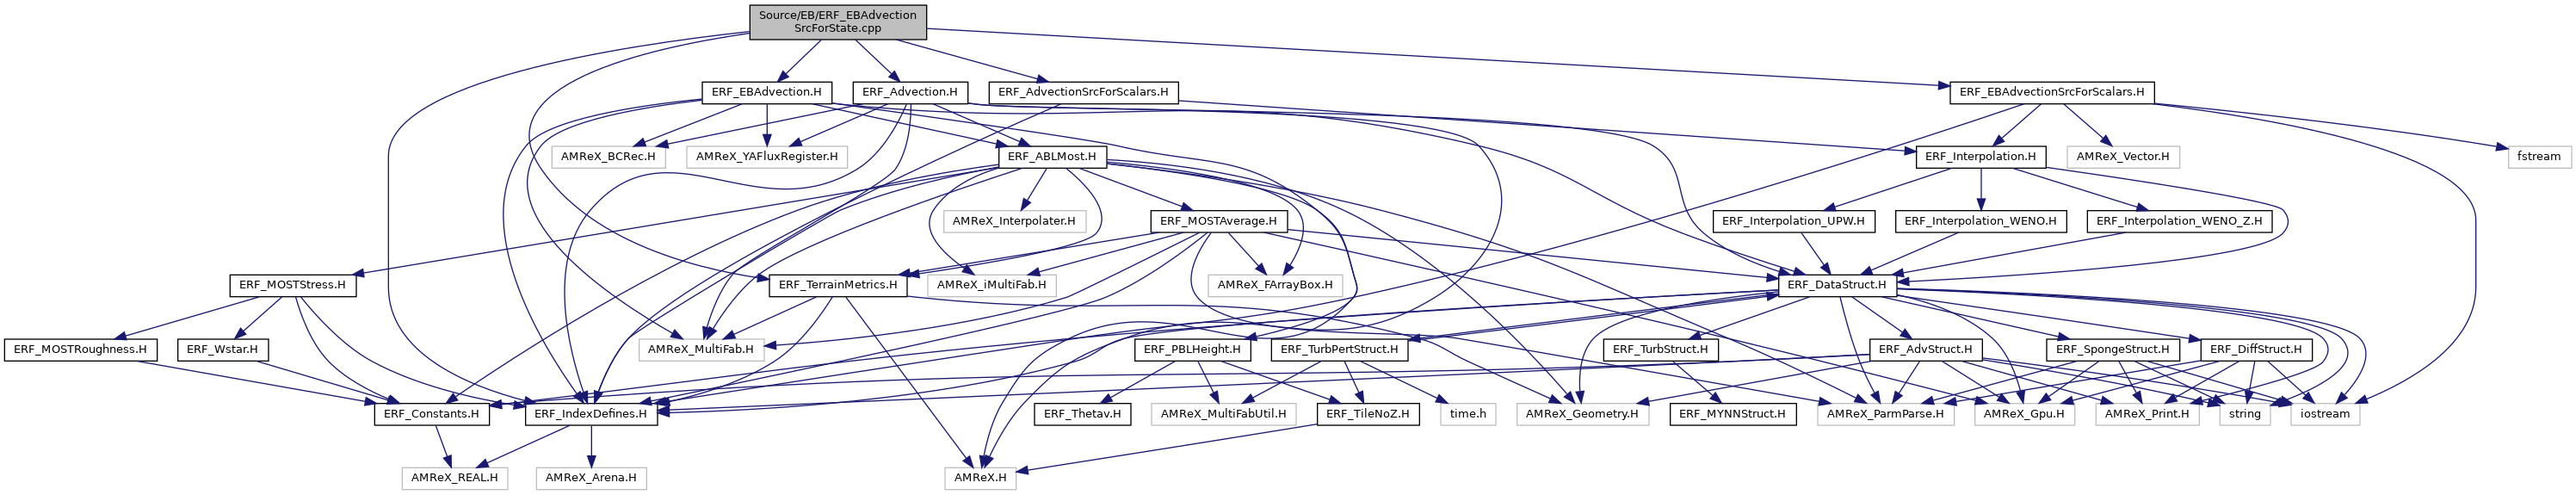 Source/EB/ERF_EBAdvection
SrcForState.cpp
ERF_EBAdvection.H
ERF_Advection.H
ERF_AdvectionSrcForScalars.H
ERF_EBAdvectionSrcForScalars.H
AMReX_BCRec.H
AMReX_YAFluxRegister.H
ERF_ABLMost.H
ERF_Interpolation.H
AMReX_Vector.H
fstream
AMReX_Interpolater.H
ERF_MOSTAverage.H
ERF_Interpolation_UPW.H
ERF_Interpolation_WENO.H
ERF_Interpolation_WENO_Z.H
ERF_MOSTStress.H
ERF_TerrainMetrics.H
AMReX_iMultiFab.H
AMReX_FArrayBox.H
ERF_DataStruct.H
ERF_MOSTRoughness.H
ERF_Wstar.H
AMReX_MultiFab.H
ERF_PBLHeight.H
ERF_TurbPertStruct.H
ERF_TurbStruct.H
ERF_AdvStruct.H
ERF_SpongeStruct.H
ERF_DiffStruct.H
ERF_Constants.H
ERF_IndexDefines.H
ERF_Thetav.H
AMReX_MultiFabUtil.H
ERF_TileNoZ.H
time.h
AMReX_Geometry.H
ERF_MYNNStruct.H
AMReX_ParmParse.H
AMReX_Gpu.H
AMReX_Print.H
string
iostream
AMReX_REAL.H
AMReX_Arena.H
AMReX.H